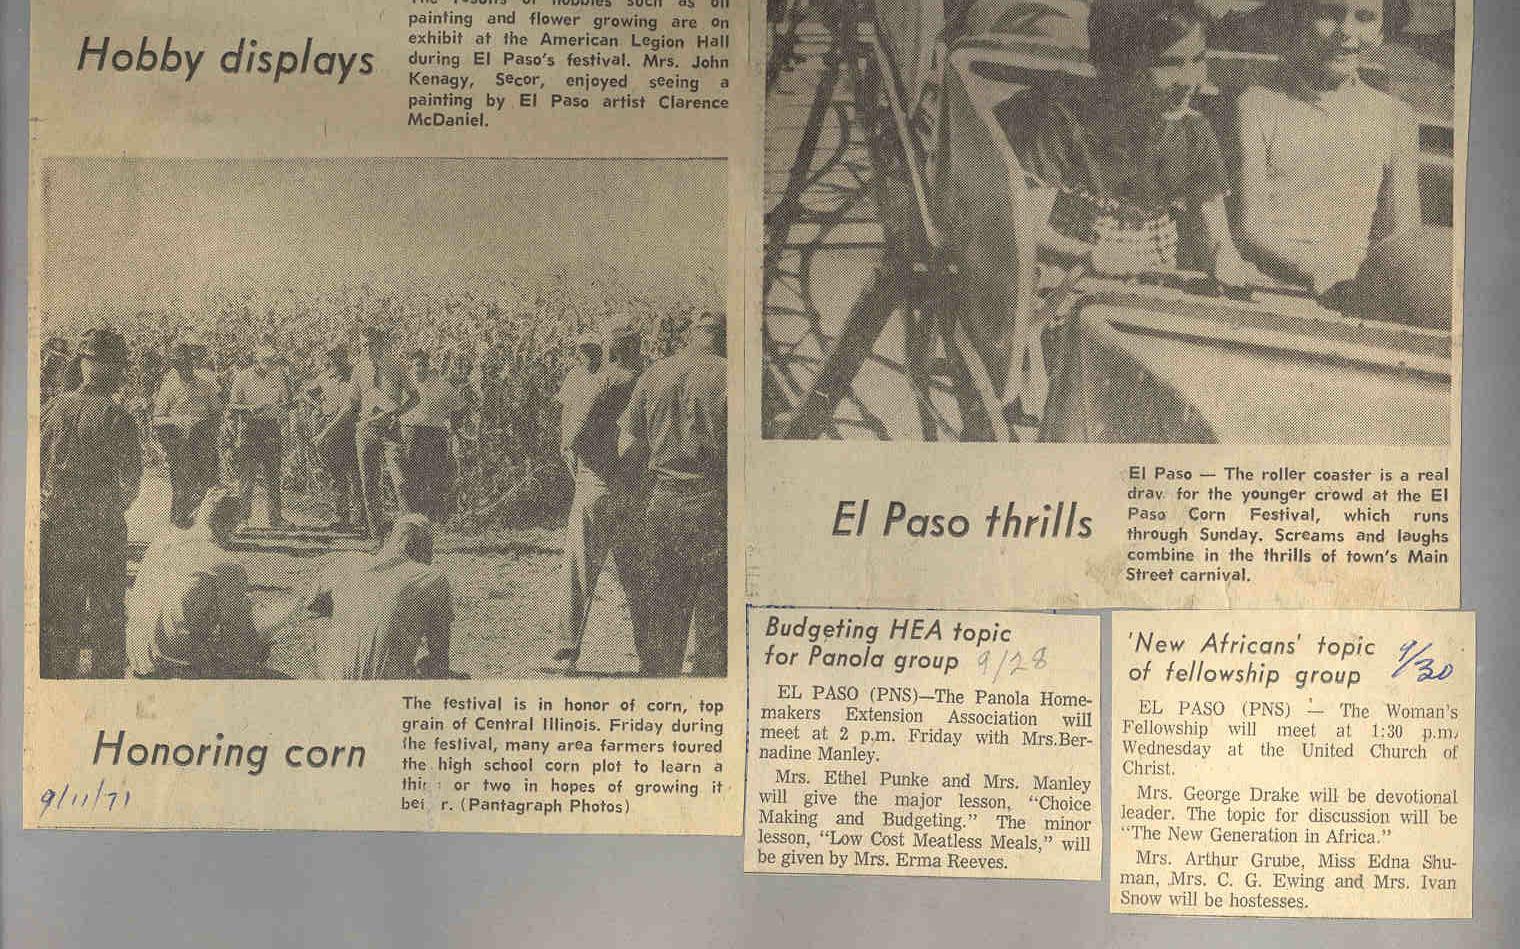 The results of hobbies such as oil
painting and flower growing are on
exhibit at the American Legion Hall
during El Paso's festival. Mrs. John
Kenagy, Secor, enjoyed seeing a
painting by El Paso artist Clarence
McDaniel.
Hobby displays
Honoring corn
9/11/71
The festival is in honor of corn, top
grain of Central Illinois. Friday during
the festival, many area farmers toured
the high school corn plot to learn a
or two in hopes of growing it
r. (Pantagraph Photos)
El Paso thrills
El Paso — The roller coaster is a real
for the younger crowd at the El
Paso Corn Festival, which runs
through Sunday. Screams and laughs
combine in the thrills of town's Main
Street carnival.
Budgeting HEA topic
for Panola group 9/28
EL PASO (PNS)—The Panola Home-
makers Extension Association will
meet at 2 p.m. Friday with Mrs.Ber-
nadine Manley.
Mrs. Ethel Punke and Mrs. Manley
will give the major lesson, "Choice
Making and Budgeting." The minor
lesson, "Low Cost Meatless Meals," will
be given by Mrs. Erma Reeves.
'New Africans' topic
of fellowship group 9/30
EL PASO (PNS) — The Woman's
Fellowship will meet at 1:30 p.m.
Wednesday at the United Church of
Christ.
Mrs. George Drake will be devotional
leader. The topic for discussion will be
"The New Generation in Africa."
Mrs. Arthur Grube, Miss Edna Shu-
man, Mrs. C. G. Ewing and Mrs. Ivan
Snow will be hostesses.